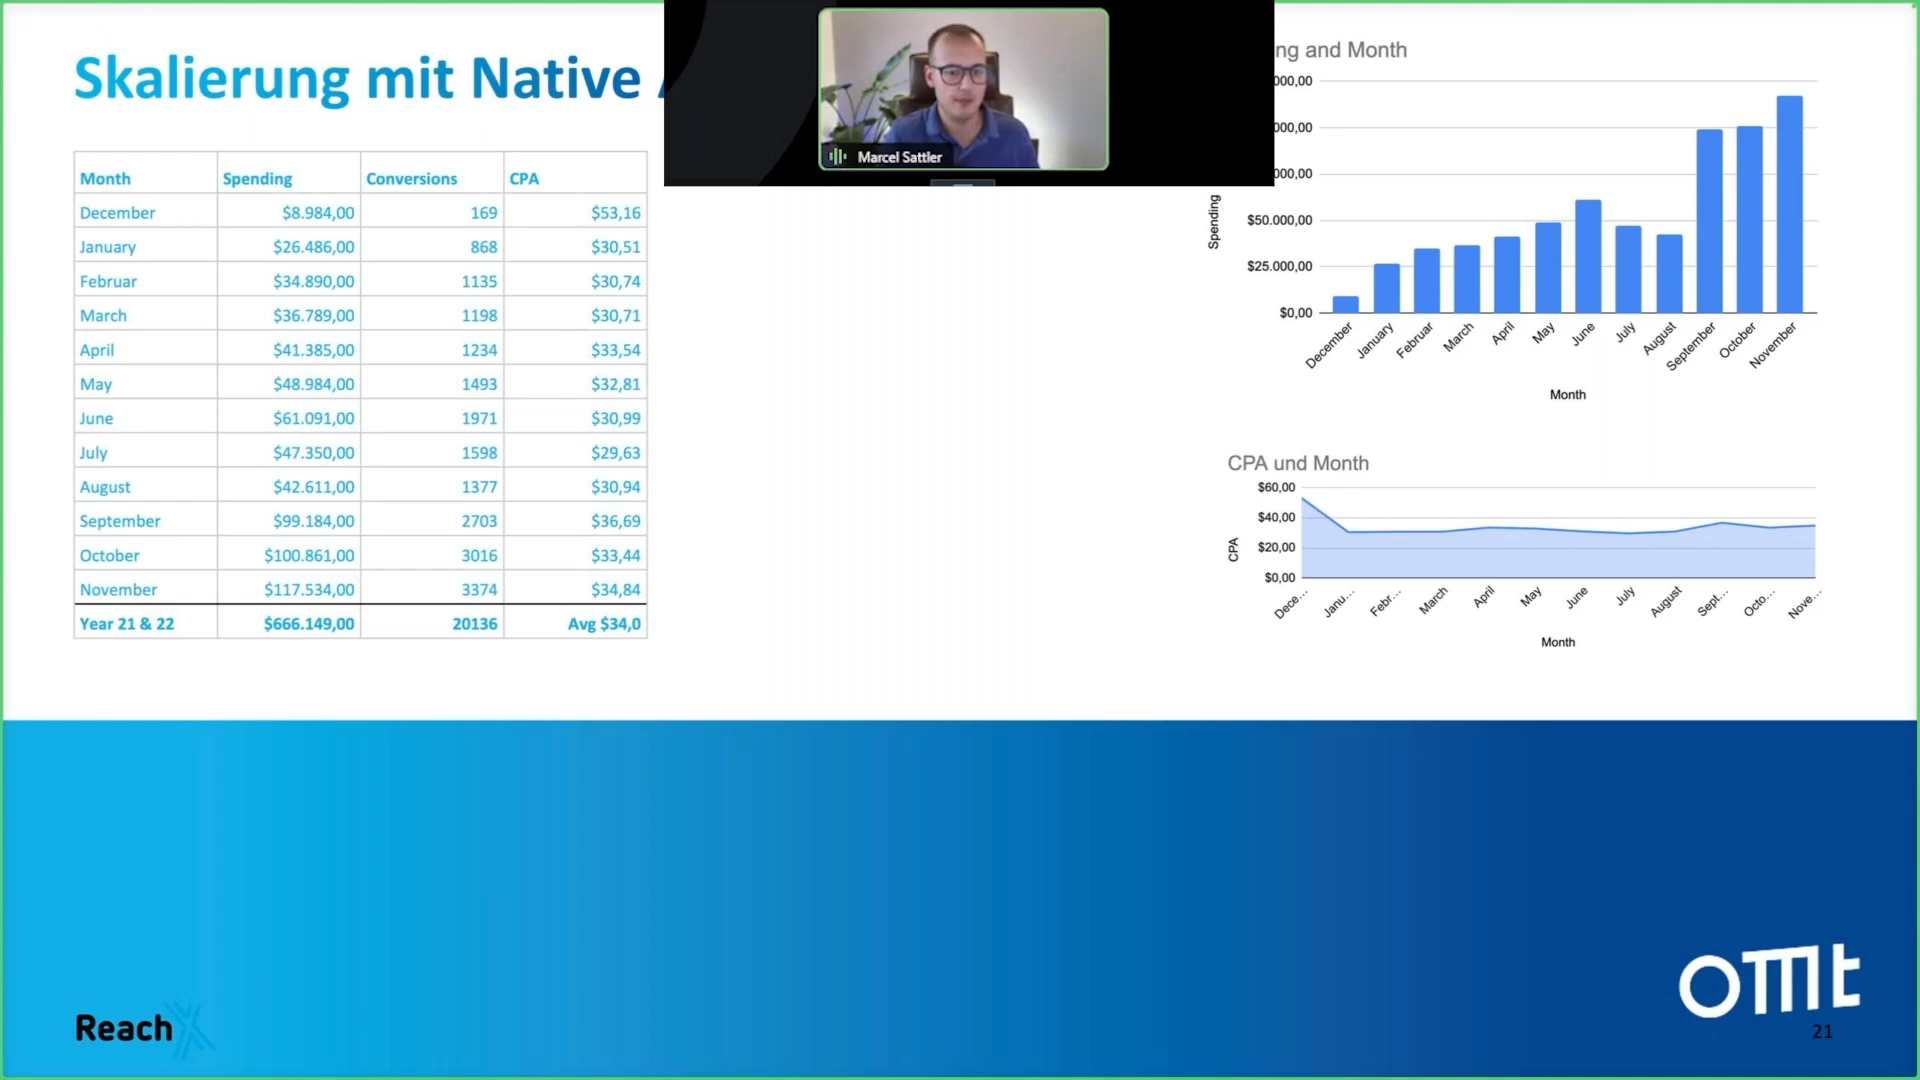 Skalierung mit Native
Marcel Sattler
Month Spending Conversions CPA
December $8.984,00 169 $53,16
January $26.486,00 868 $30,51
Februar $34.890,00 1135 $30,74
March $36.789,00 1198 $30,71
April $41.385,00 1234 $33,54
May $48.984,00 1493 $32,81
June $61.091,00 1971 $30,99
July $47.350,00 1598 $29,63
August $42.611,00 1377 $30,94
September $99.184,00 2703 $36,69
October $100.861,00 3016 $33,44
November $117.534,00 3374 $34,84
Year 21 & 22 $666.149,00 20136 Avg $34,0
ng and Month
000,00
000,00
000,00
$50.000,00
$25.000,00
$0,00
Spending
December January Februar March April May June July August September October November
Month
CPA und Month
$60,00
$40,00
$20,00
$0,00
CPA
Dece... Janu... Febr... March April May June July August Sept... Octo... Nove...
Month
ReachX
omt
21